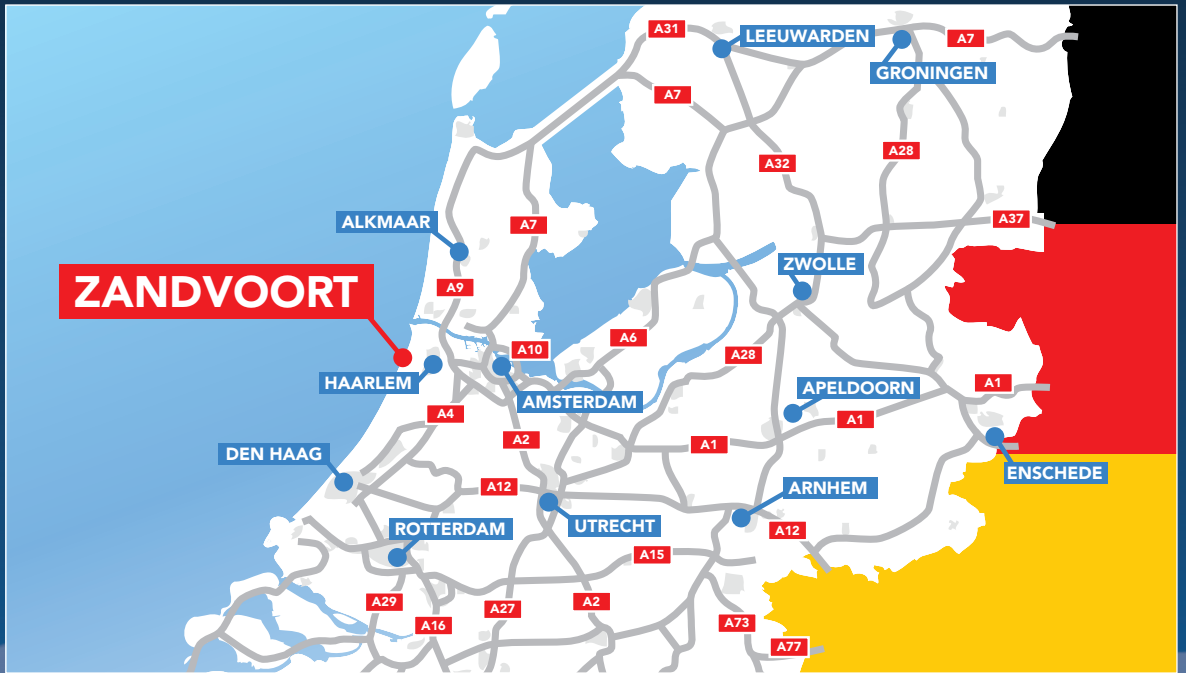 A31
LEEUWARDEN
A7
GRONINGEN
A7
A28
A32
ALKMAAR
A7
A37
ZWOLLE
ZANDVOORT
A9
A6
A10
A28
HAARLEM
A1
APELDOORN
AMSTERDAM
A4
A1
A2
A1
DEN HAAG
ENSCHEDE
A12
ARNHEM
ROTTERDAM
UTRECHT
A12
A15
A29
A27
A2
A16
A73
A77